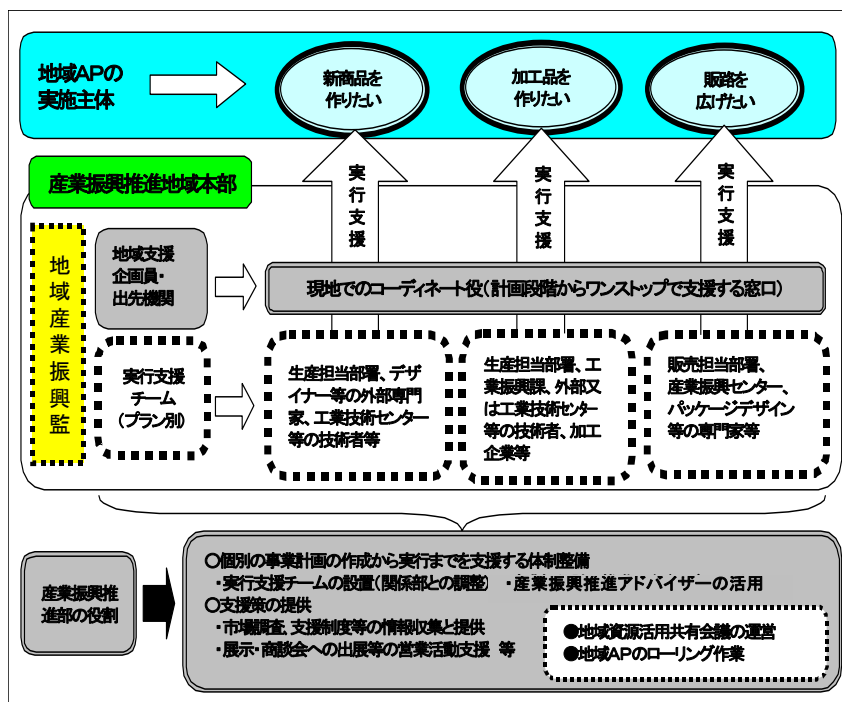 地域APの
実施主体
新商品を
作りたい
加工品を
作りたい
販路を
広げたい
実行支援
実行支援
実行支援
産業振興推進地域本部
地域産業振興監
地域支援
企画員・
出先機関
現地でのコーディネート役(計画段階からワンストップで支援する窓口)
実行支援
チーム
(プラン別)
生産担当部署、デザ
イナー等の外部専門
家、工業技術センター
等の技術者等
生産担当部署、工
業振興課、外部又
は工業技術センター
等の技術者、加工
企業等
販売担当部署、
産業振興センター、
パッケージデザイン
等の専門家等
産業振興推
進部の役割
○個別の事業計画の作成から実行までを支援する体制整備
・実行支援チームの設置(関係部との調整) ・産業振興推進アドバイザーの活用
○支援策の提供
・市場調査、支援制度等の情報収集と提供
・展示・商談会への出展等の営業活動支援 等
●地域資源活用共有会議の運営
●地域APのローリング作業